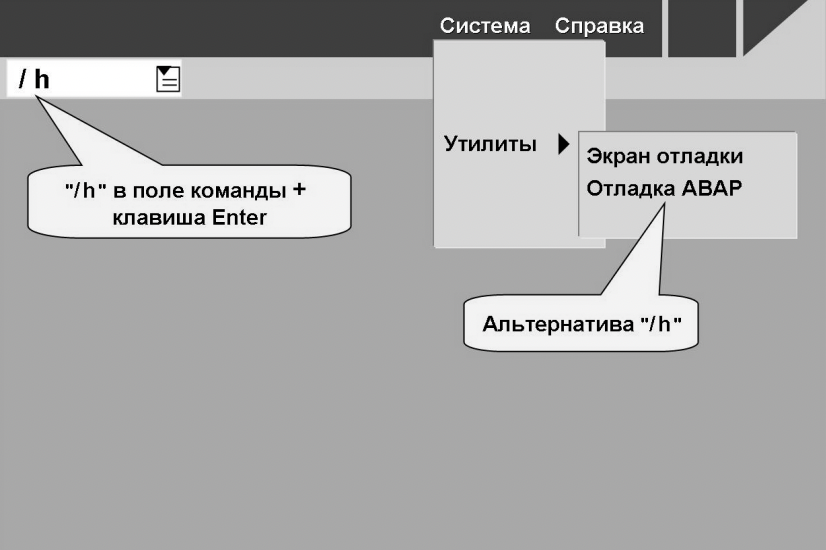 Система Справка
/ h
Утилиты
Экран отладки
Отладка ABAP
"/h" в поле команды +
клавиша Enter
Альтернатива "/h"